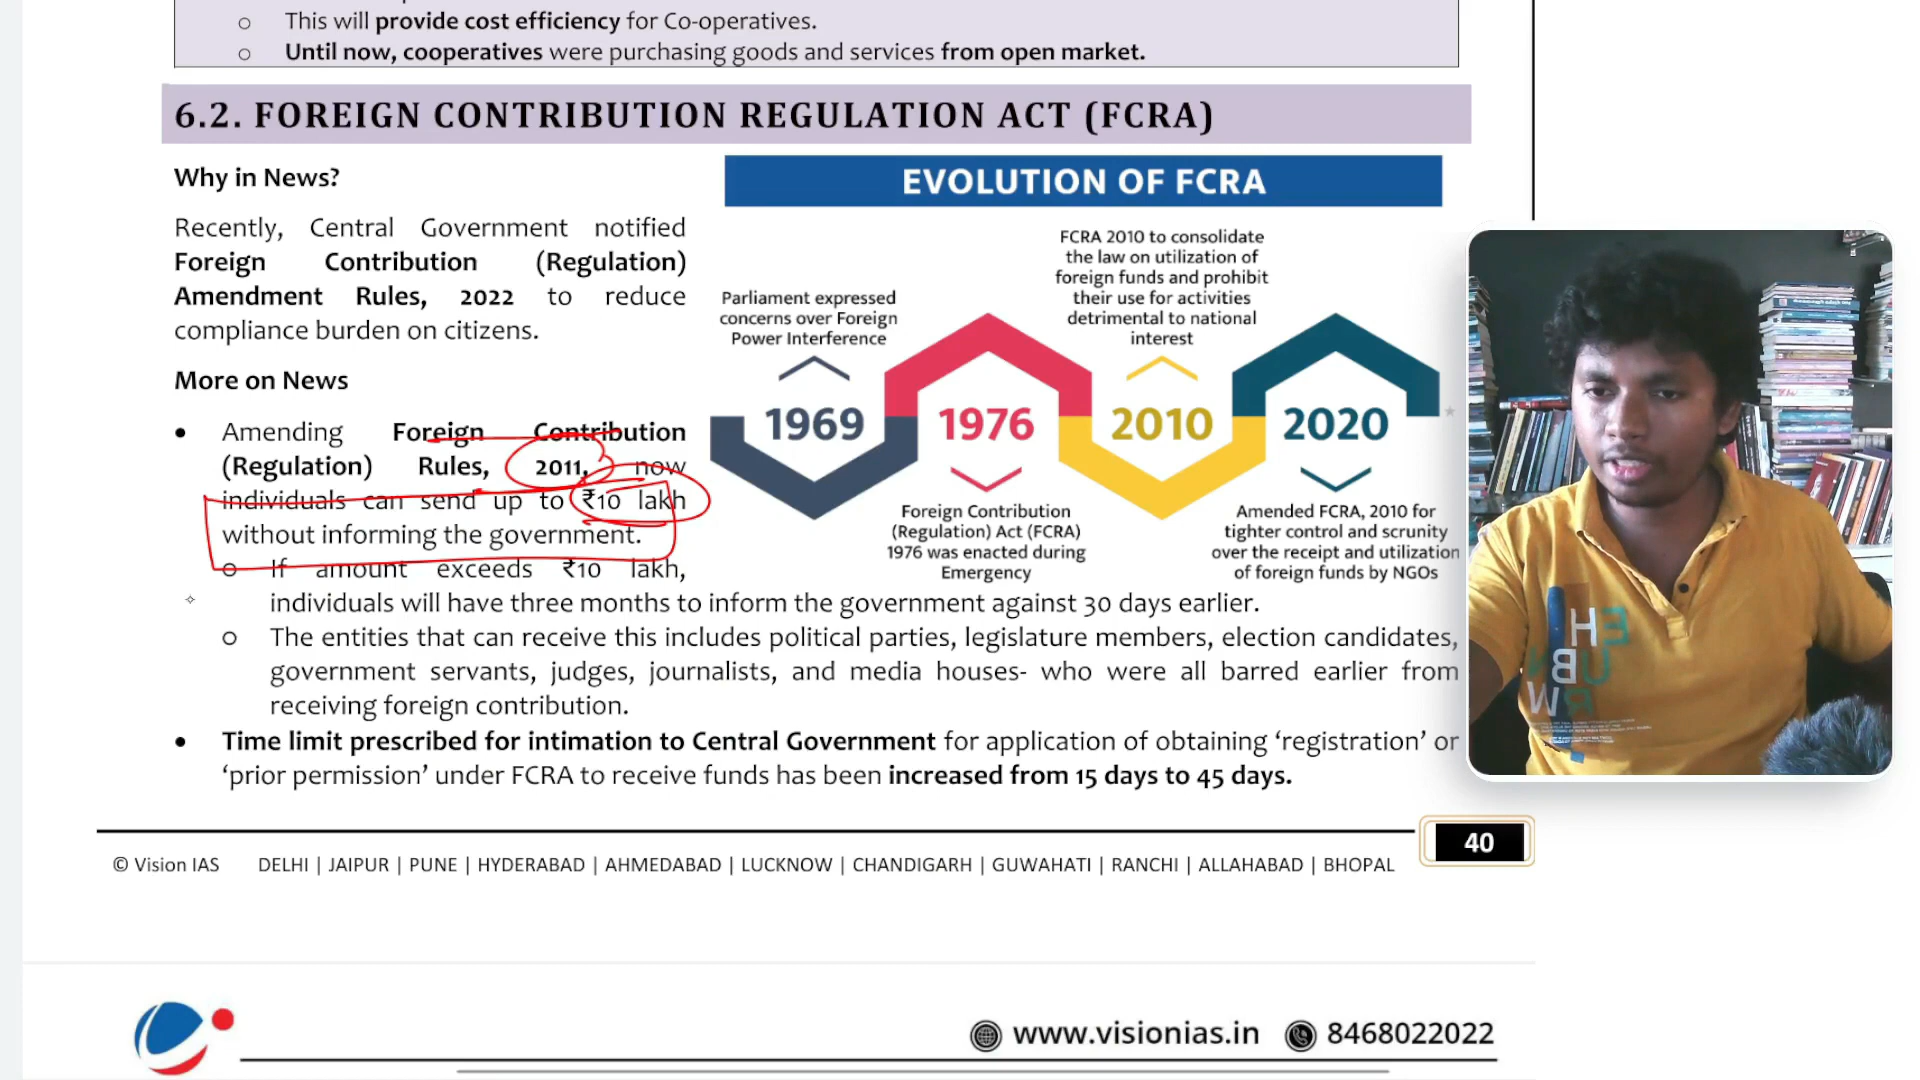 ○ This will provide cost efficiency for Co-operatives.
○ Until now, cooperatives were purchasing goods and services from open market.
6.2. FOREIGN CONTRIBUTION REGULATION ACT (FCRA)
Why in News?
Recently, Central Government notified
Foreign Contribution (Regulation)
Amendment Rules, 2022 to reduce
compliance burden on citizens.
More on News
• Amending Foreign Contribution
(Regulation) Rules, 2011, now
individuals can send up to ₹10 lakh
without informing the government.
○ If amount exceeds ₹10 lakh,
individuals will have three months to inform the government against 30 days earlier.
○ The entities that can receive this includes political parties, legislature members, election candidates,
government servants, judges, journalists, and media houses- who were all barred earlier from
receiving foreign contribution.
• Time limit prescribed for intimation to Central Government for application of obtaining ‘registration’ or
‘prior permission’ under FCRA to receive funds has been increased from 15 days to 45 days.
EVOLUTION OF FCRA
Parliament expressed
concerns over Foreign
Power Interference
1969
1976
Foreign Contribution
(Regulation) Act (FCRA)
1976 was enacted during
Emergency
FCRA 2010 to consolidate
the law on utilization of
foreign funds and prohibit
their use for activities
detrimental to national
interest
2010
2020
Amended FCRA, 2010 for
tighter control and scrunity
over the receipt and utilization
of foreign funds by NGOs
40
© Vision IAS DELHI | JAIPUR | PUNE | HYDERABAD | AHMEDABAD | LUCKNOW | CHANDIGARH | GUWAHATI | RANCHI | ALLAHABAD | BHOPAL
www.visionias.in 8468022022